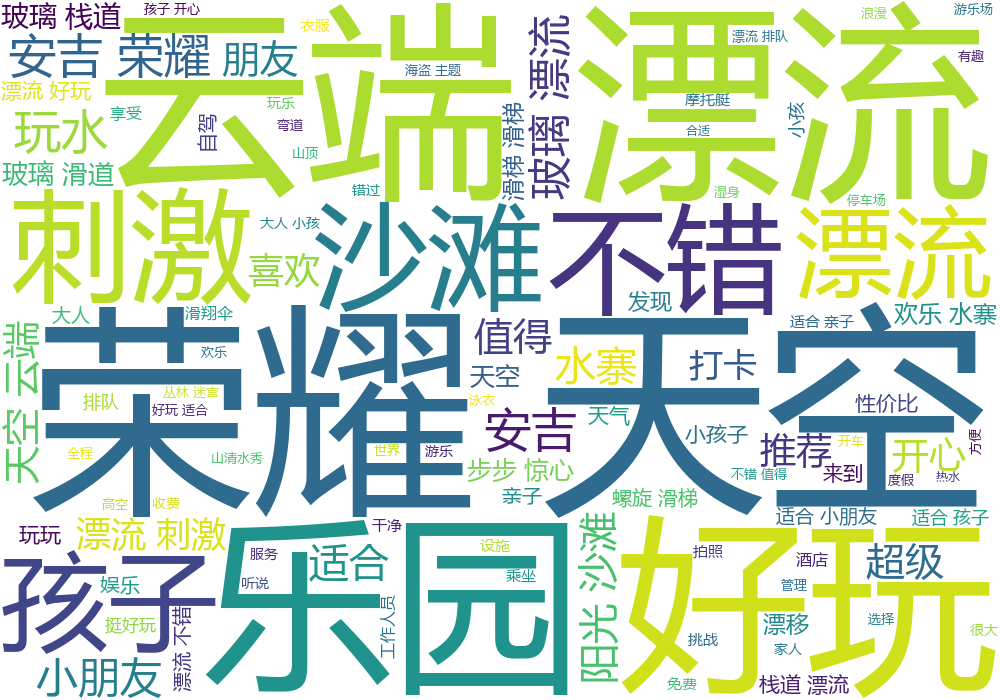 玻璃 栈道
孩子 开心
云端
漂流
衣服
浪漫
游乐场
安吉 荣耀
朋友
漂流
漂流 排队
有趣
海盗 主题
漂流 好玩
享受
玩乐
弯道
自驾
摩托艇
小孩
合适
玩水
山顶
滑梯 滑梯
玻璃
玻璃 滑道
错过
湿身
停车场
刺激
沙滩
不错
漂流
大人 小孩
喜欢
发现
大人
滑翔伞
欢乐 水寨
适合 亲子
天空 云端
欢乐
荣耀
值得
天空
水寨
打卡
天空
丛林 迷宫
排队
好玩 适合
泳衣
安吉
天气
性价比
小孩子
推荐
开车
开心
方便
全程
山清水秀
世界
游乐
步步 惊心
不错 值得
来到
度假
热水
高空
收费
亲子
螺旋 滑梯
适合 小朋友
适合 孩子
玩玩
漂流 刺激
干净
乐园
阳光 沙滩
好玩
孩子
服务
适合
设施
拍照
酒店
超级
娱乐
听说
乘坐
管理
挺好玩
漂流 不错
工作人员
挑战
漂移
选择
很大
家人
小朋友
免费
栈道 漂流